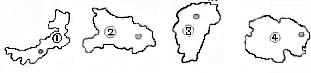 ① ② ③ ④